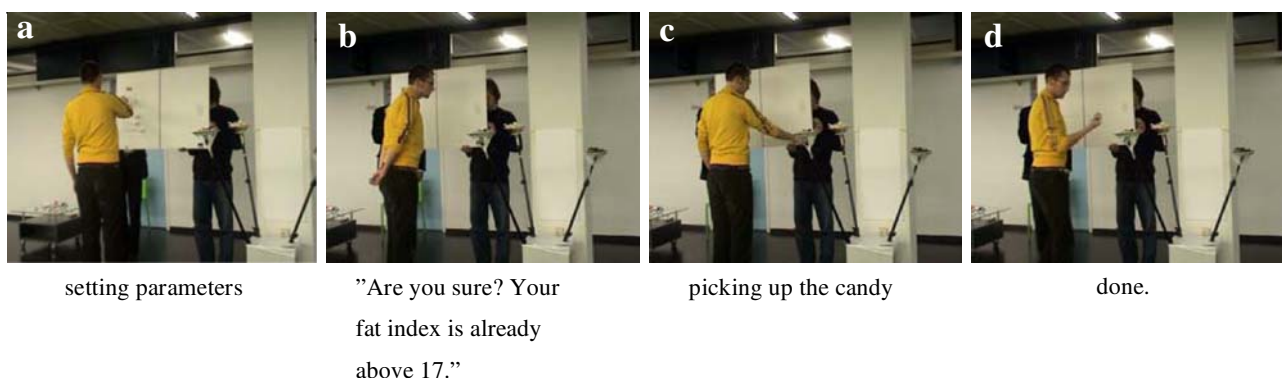 a
b
c
d
setting parameters
”Are you sure? Your
fat index is already
above 17.”
picking up the candy
done.